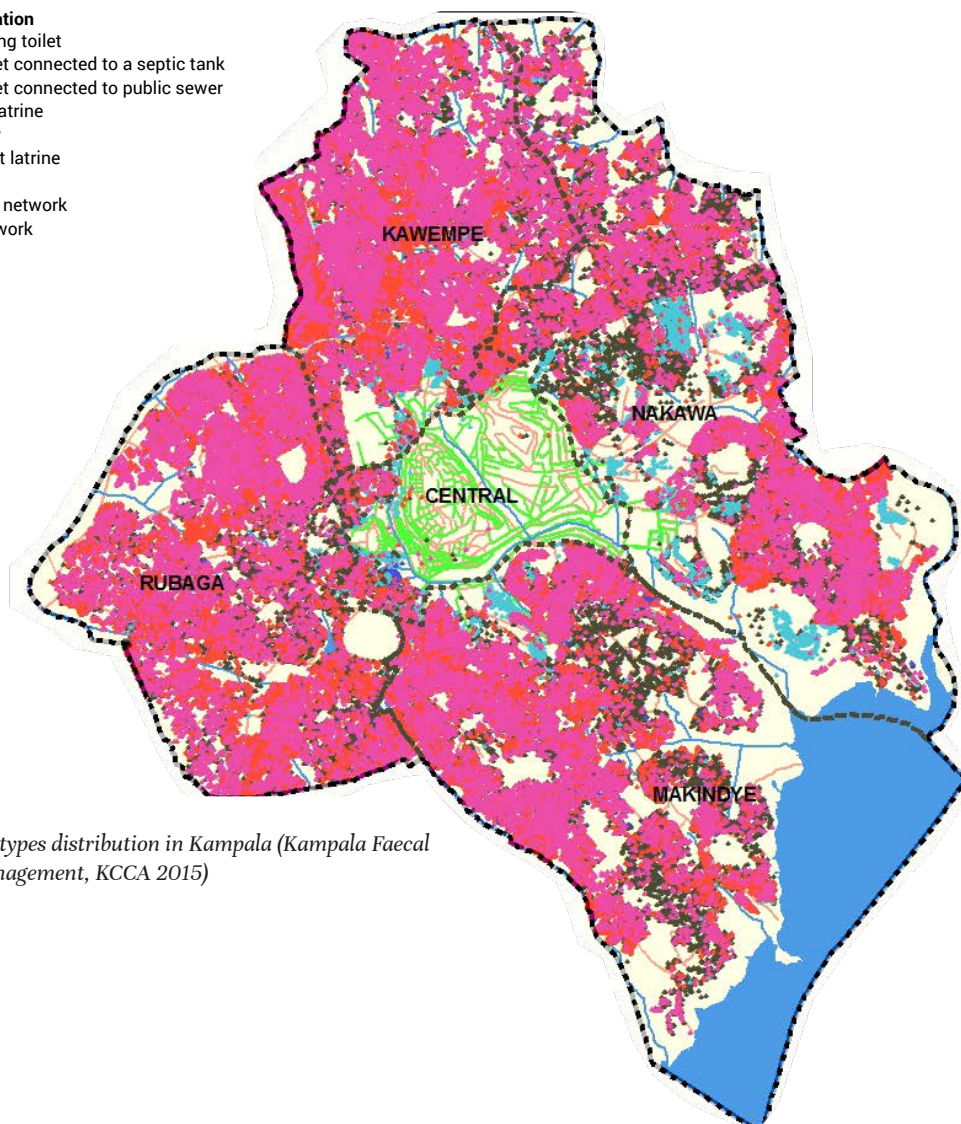 ation
ng toilet
et connected to a septic tank
et connected to public sewer
atrine
t latrine
network
work
KAWEMPE
NAKAWA
CENTRAL
RUBAGA
MAKINDYE
types distribution in Kampala (Kampala Faecal
nagement, KCCA 2015)